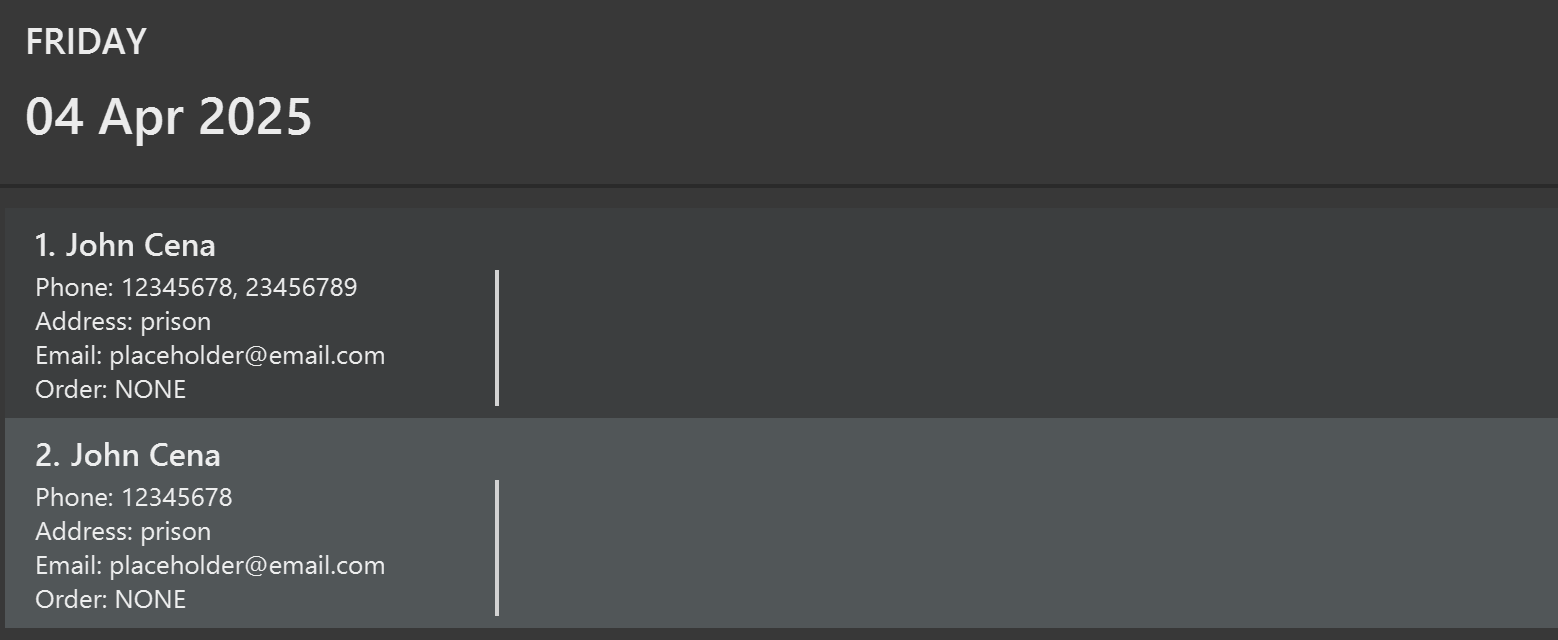 FRIDAY
04 Apr 2025
1. John Cena
Phone: 12345678, 23456789
Address: prison
Email: placeholder@email.com
Order: NONE
2. John Cena
Phone: 12345678
Address: prison
Email: placeholder@email.com
Order: NONE